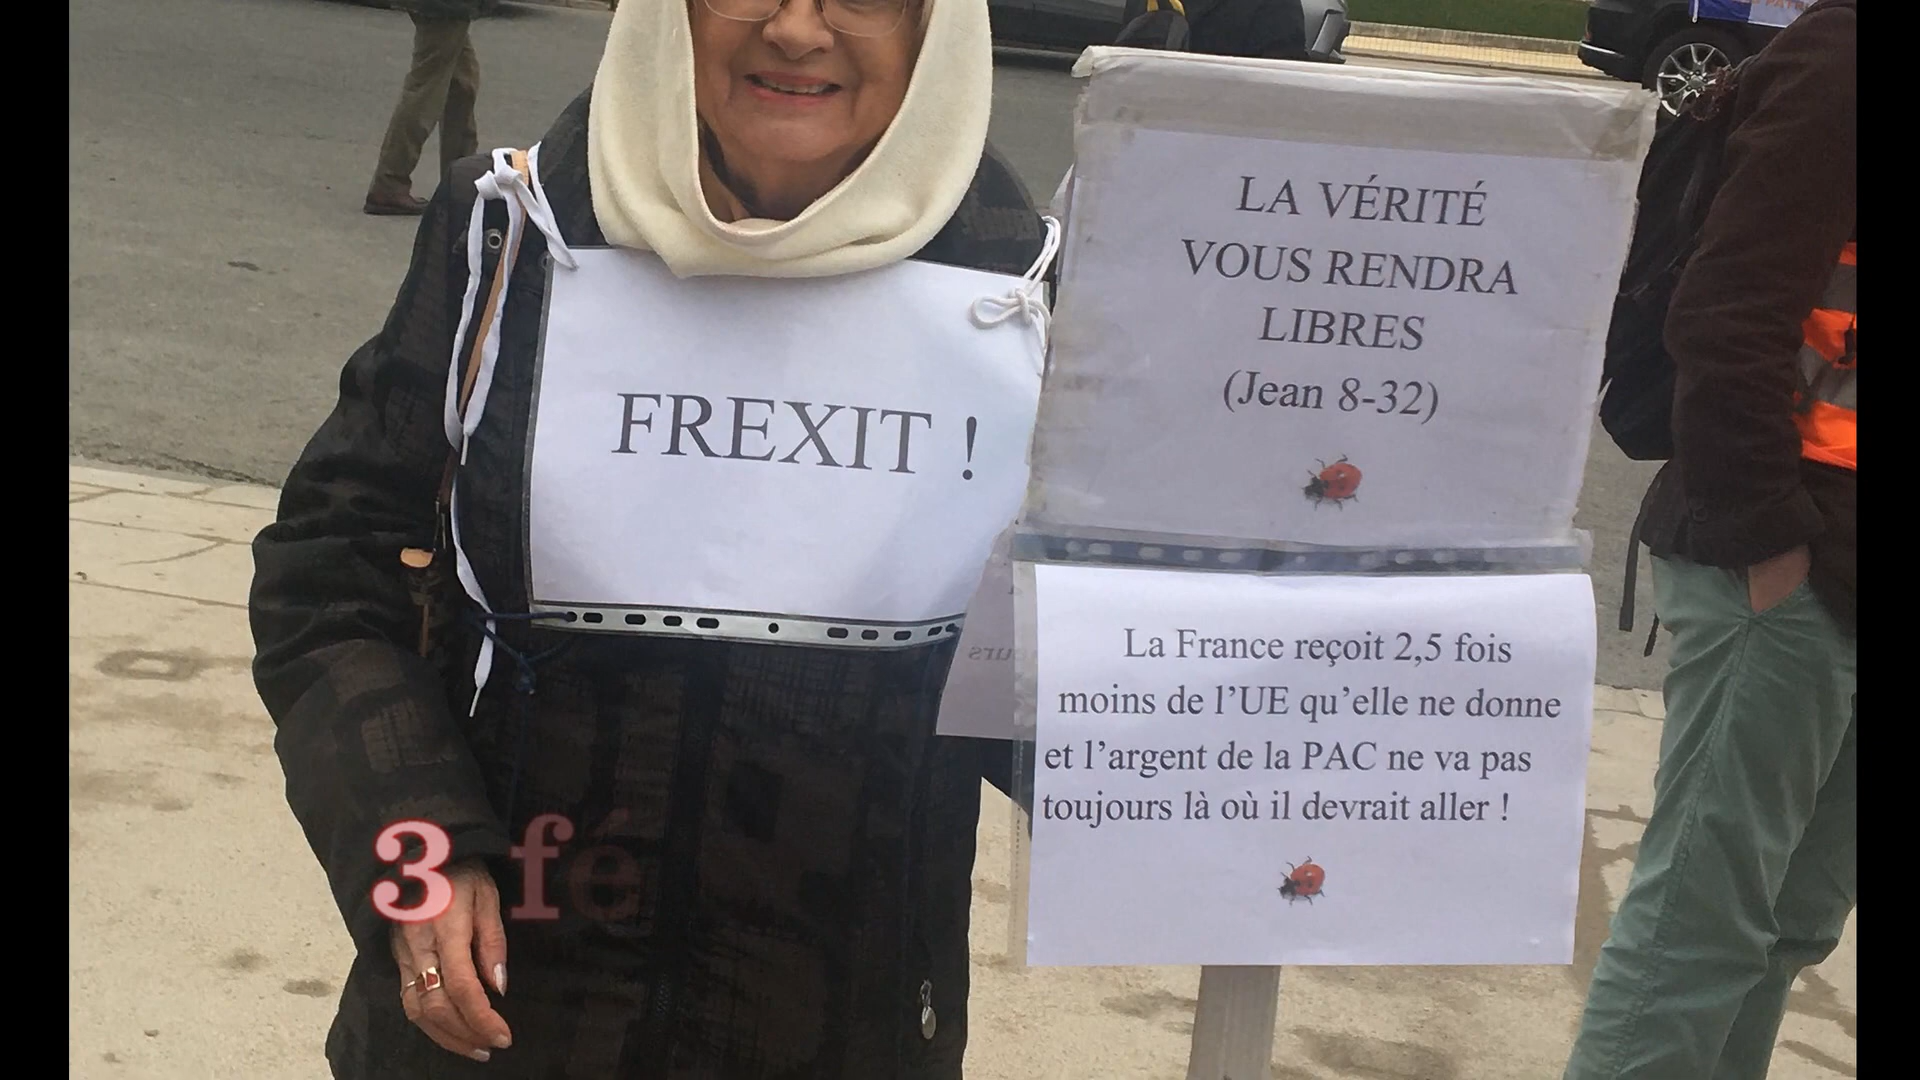 FREXIT !
LA VÉRITÉ
VOUS RENDRA
LIBRES
(Jean 8-32)
La France reçoit 2,5 fois
moins de l’UE qu’elle ne donne
et l’argent de la PAC ne va pas
toujours là où il devrait aller !
3 fé